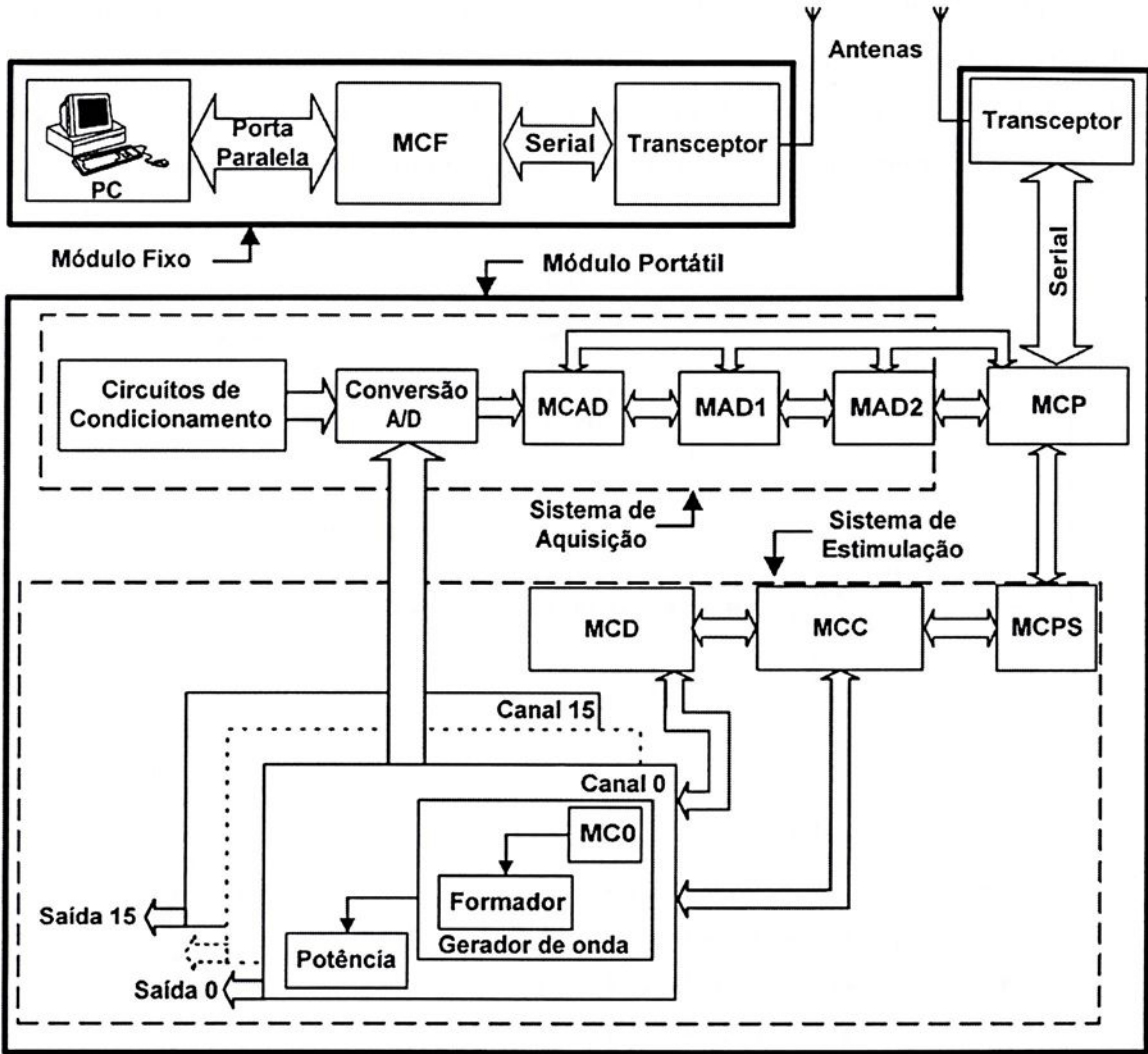 Antenas
PC
Porta
Paralela
MCF
Serial
Transceptor
Transceptor
Módulo Fixo
Módulo Portátil
Serial
Circuitos de
Condicionamento
Conversão
A/D
MCAD
MAD1
MAD2
MCP
Sistema de
Aquisição
Sistema de
Estimulação
MCD
MCC
MCPS
Canal 15
Canal 0
MC0
Formador
Gerador de onda
Potência
Saída 15
Saída 0